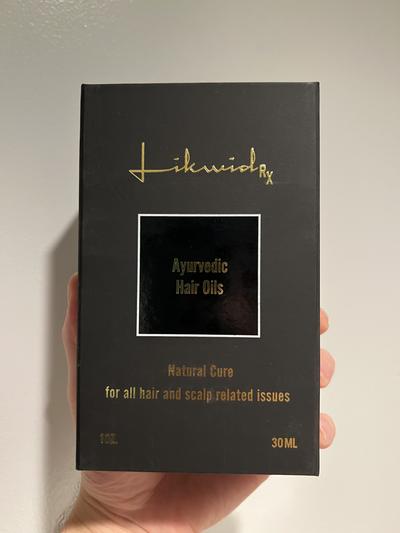 Likwid RX
Ayurvedic
Hair Oils
Natural Cure
for all hair and scalp related issues
1OZ.
30ML